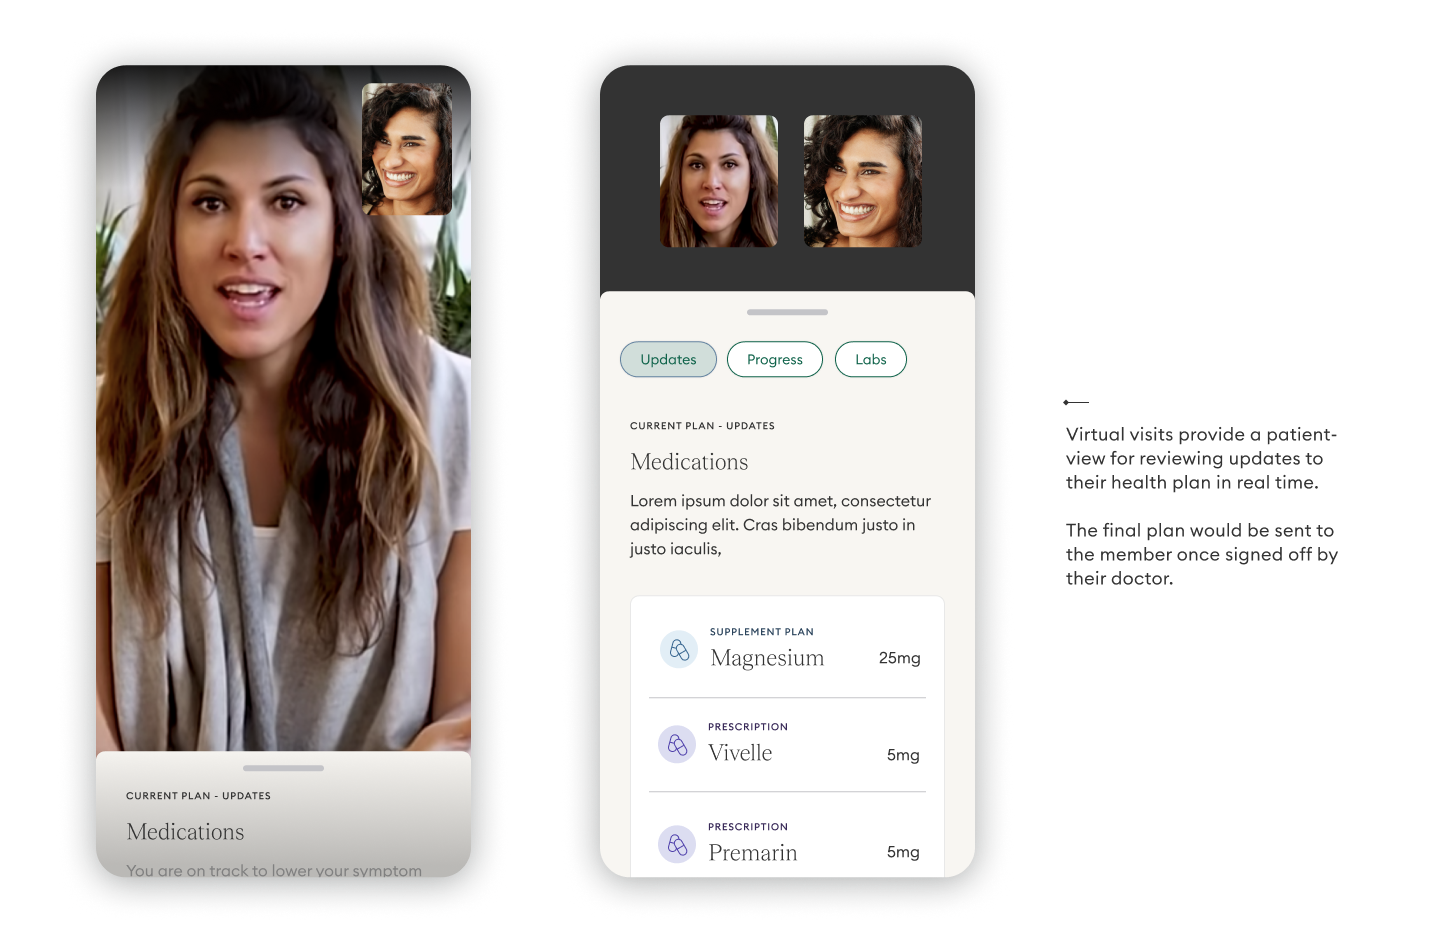 CURRENT PLAN - UPDATES
Medications
You are on track to lower your symptom
Updates
Progress
Labs
CURRENT PLAN - UPDATES
Medications
Lorem ipsum dolor sit amet, consectetur
adipiscing elit. Cras bibendum justo in
justo iaculis,
SUPPLEMENT PLAN
Magnesium 25mg
PRESCRIPTION
Vivelle 5mg
PRESCRIPTION
Premarin 5mg
Virtual visits provide a patient-
view for reviewing updates to
their health plan in real time.
The final plan would be sent to
the member once signed off by
their doctor.